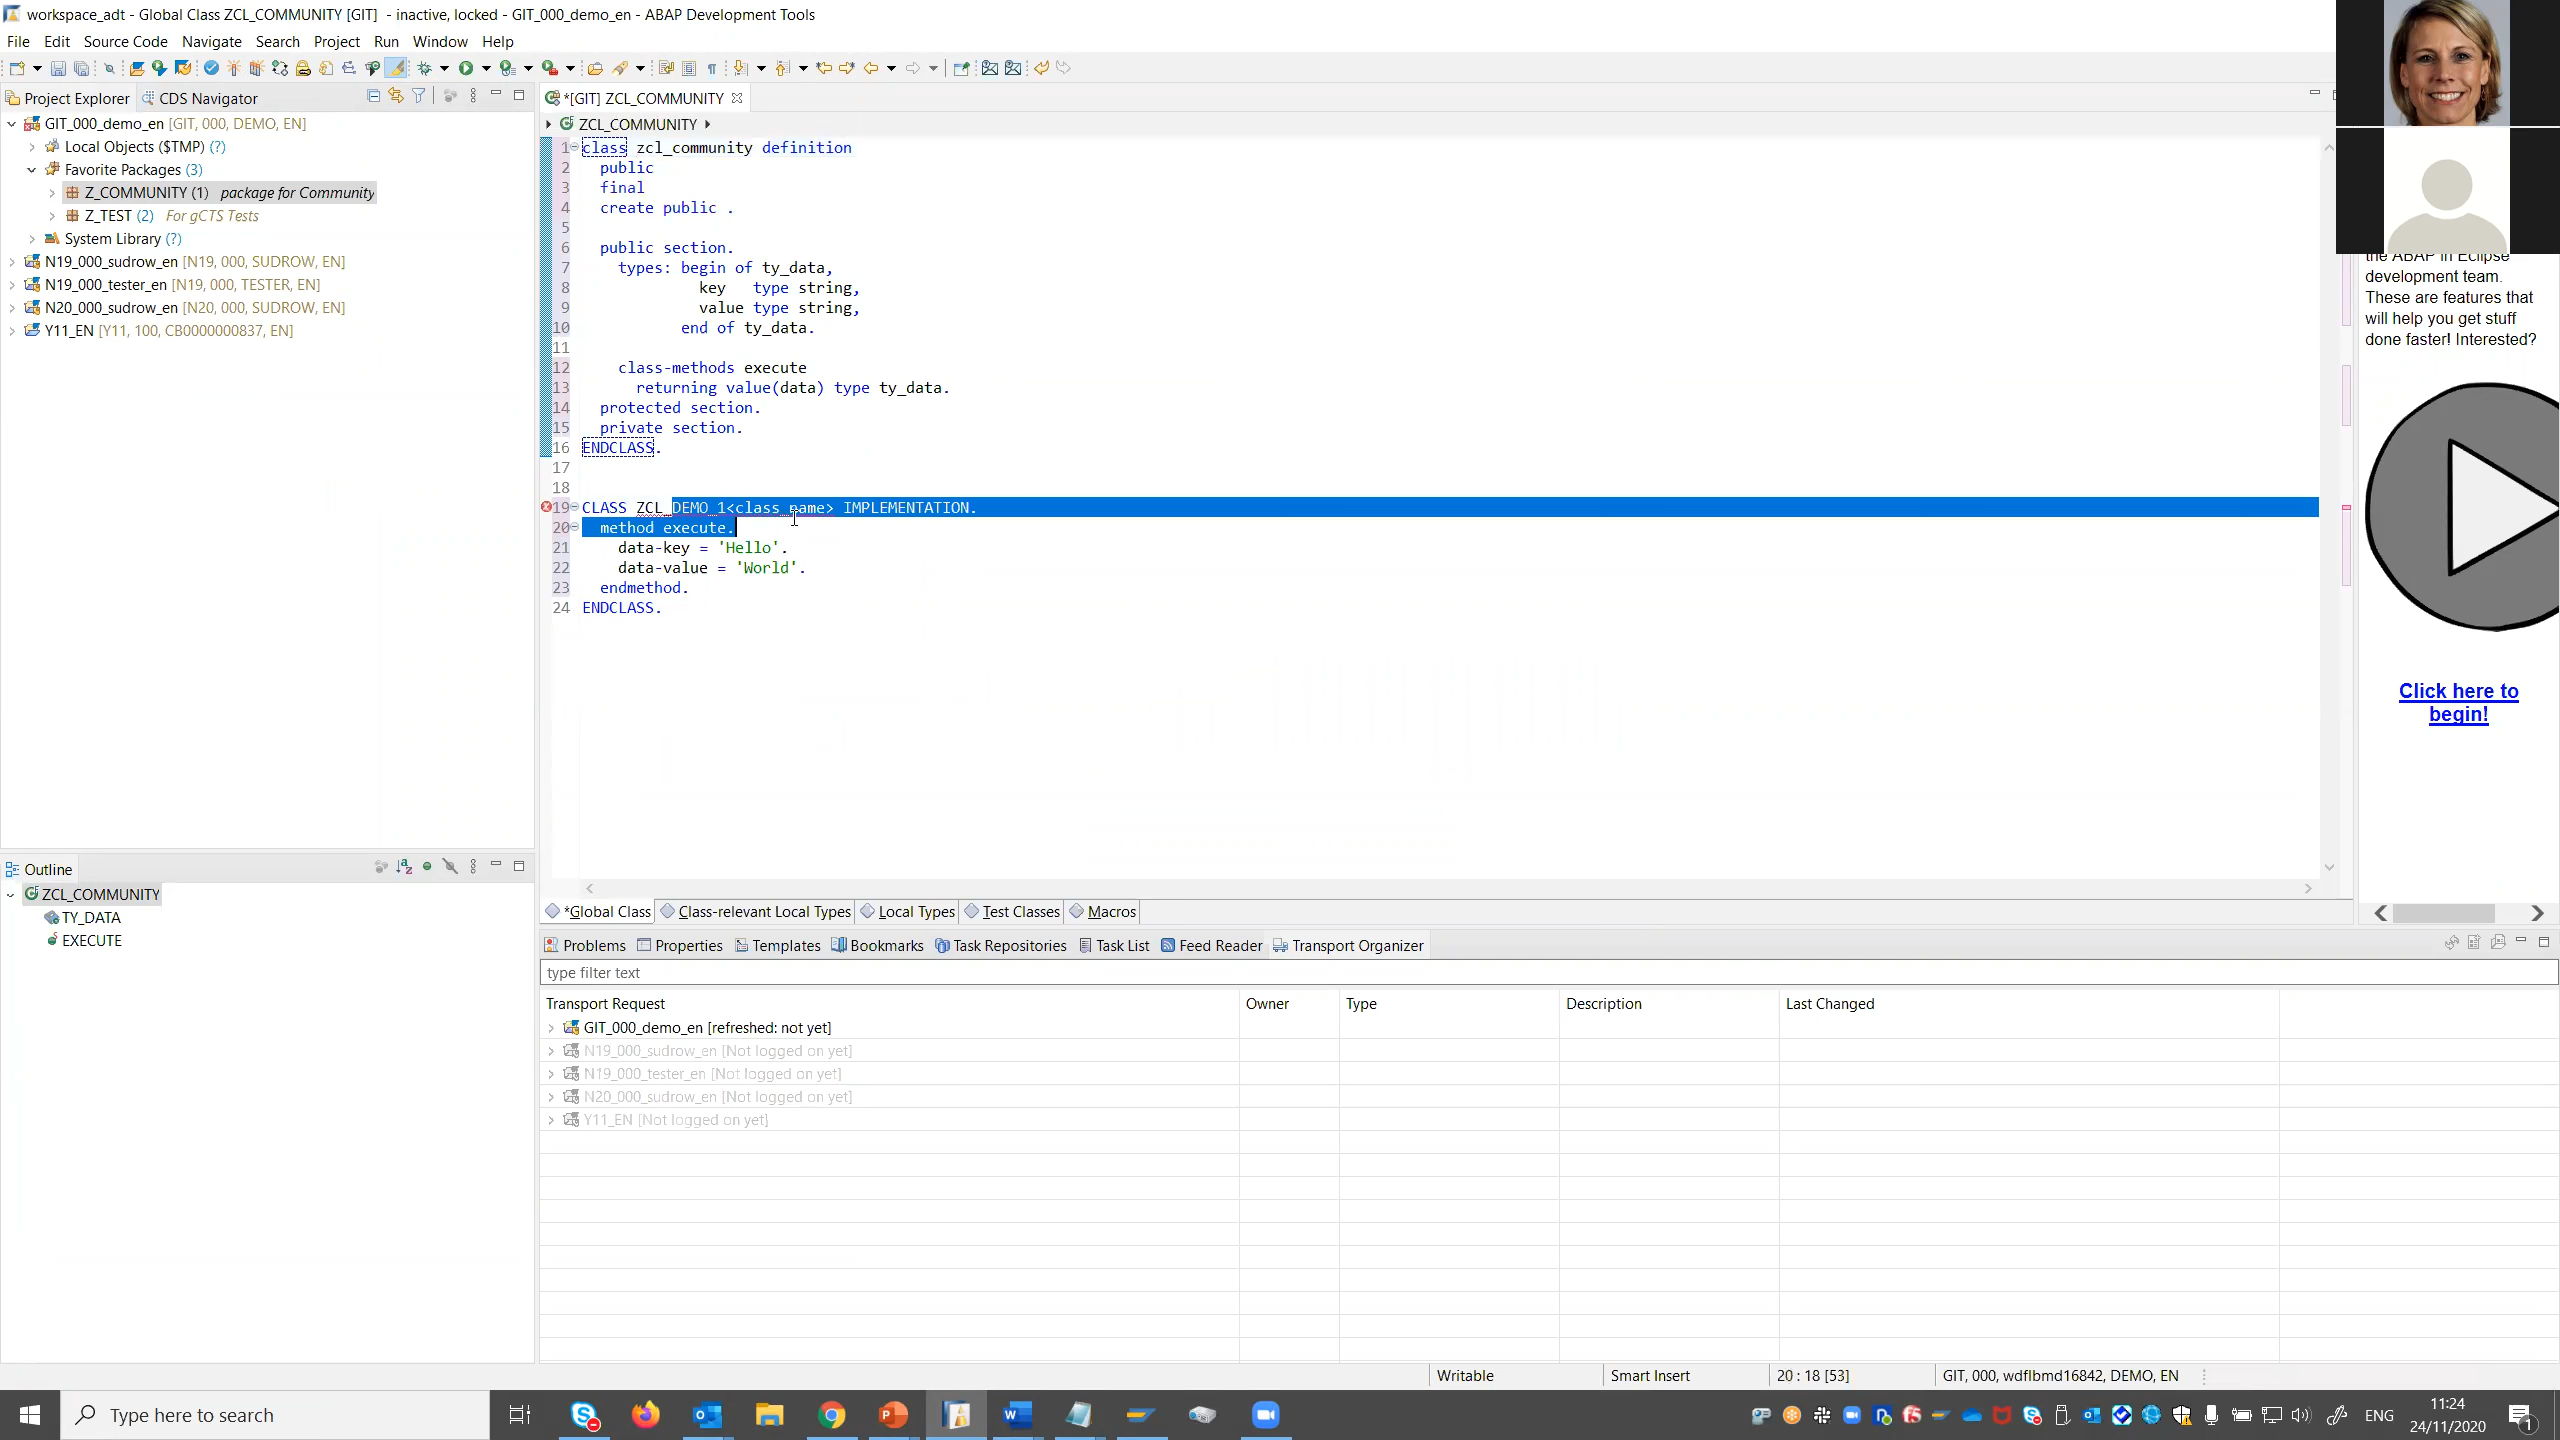 workspace_adt - Global Class ZCL_COMMUNITY [GIT]  - inactive, locked - GIT_000_demo_en - ABAP Development Tools
File Edit Source Code Navigate Search Project Run Window Help
Project Explorer CDS Navigator
GIT_000_demo_en [GIT, 000, DEMO, EN]
Local Objects ($TMP) (?)
Favorite Packages (3)
Z_COMMUNITY (1) package for Community
Z_TEST (2) For gCTS Tests
System Library (?)
N19_000_sudrow_en [N19, 000, SUDROW, EN]
N19_000_tester_en [N19, 000, TESTER, EN]
N20_000_sudrow_en [N20, 000, SUDROW, EN]
Y11_EN [Y11, 100, CB0000000837, EN]
*[GIT] ZCL_COMMUNITY
ZCL_COMMUNITY
1 class zcl_community definition
2 public
3 final
4 create public .
5
6 public section.
7 types: begin of ty_data,
8 key   type string,
9 value type string,
10 end of ty_data.
11
12 class-methods execute
13 returning value(data) type ty_data.
14 protected section.
15 private section.
16 ENDCLASS.
17
18
19 CLASS ZCL_DEMO_1<class_name> IMPLEMENTATION.
20 method execute.
21 data-key = 'Hello'.
22 data-value = 'World'.
23 endmethod.
24 ENDCLASS.
the ABAP in Eclipse
development team.
These are features that
will help you get stuff
done faster! Interested?
Click here to
begin!
Outline
ZCL_COMMUNITY
TY_DATA
EXECUTE
*Global Class Class-relevant Local Types Local Types Test Classes Macros
Problems Properties Templates Bookmarks Task Repositories Task List Feed Reader Transport Organizer
type filter text
Transport Request Owner Type Description Last Changed
GIT_000_demo_en [refreshed: not yet]
N19_000_sudrow_en [Not logged on yet]
N19_000_tester_en [Not logged on yet]
N20_000_sudrow_en [Not logged on yet]
Y11_EN [Not logged on yet]
Writable Smart Insert 20 : 18 [53] GIT, 000, wdflbmd16842, DEMO, EN
Type here to search
ENG
11:24
24/11/2020
1